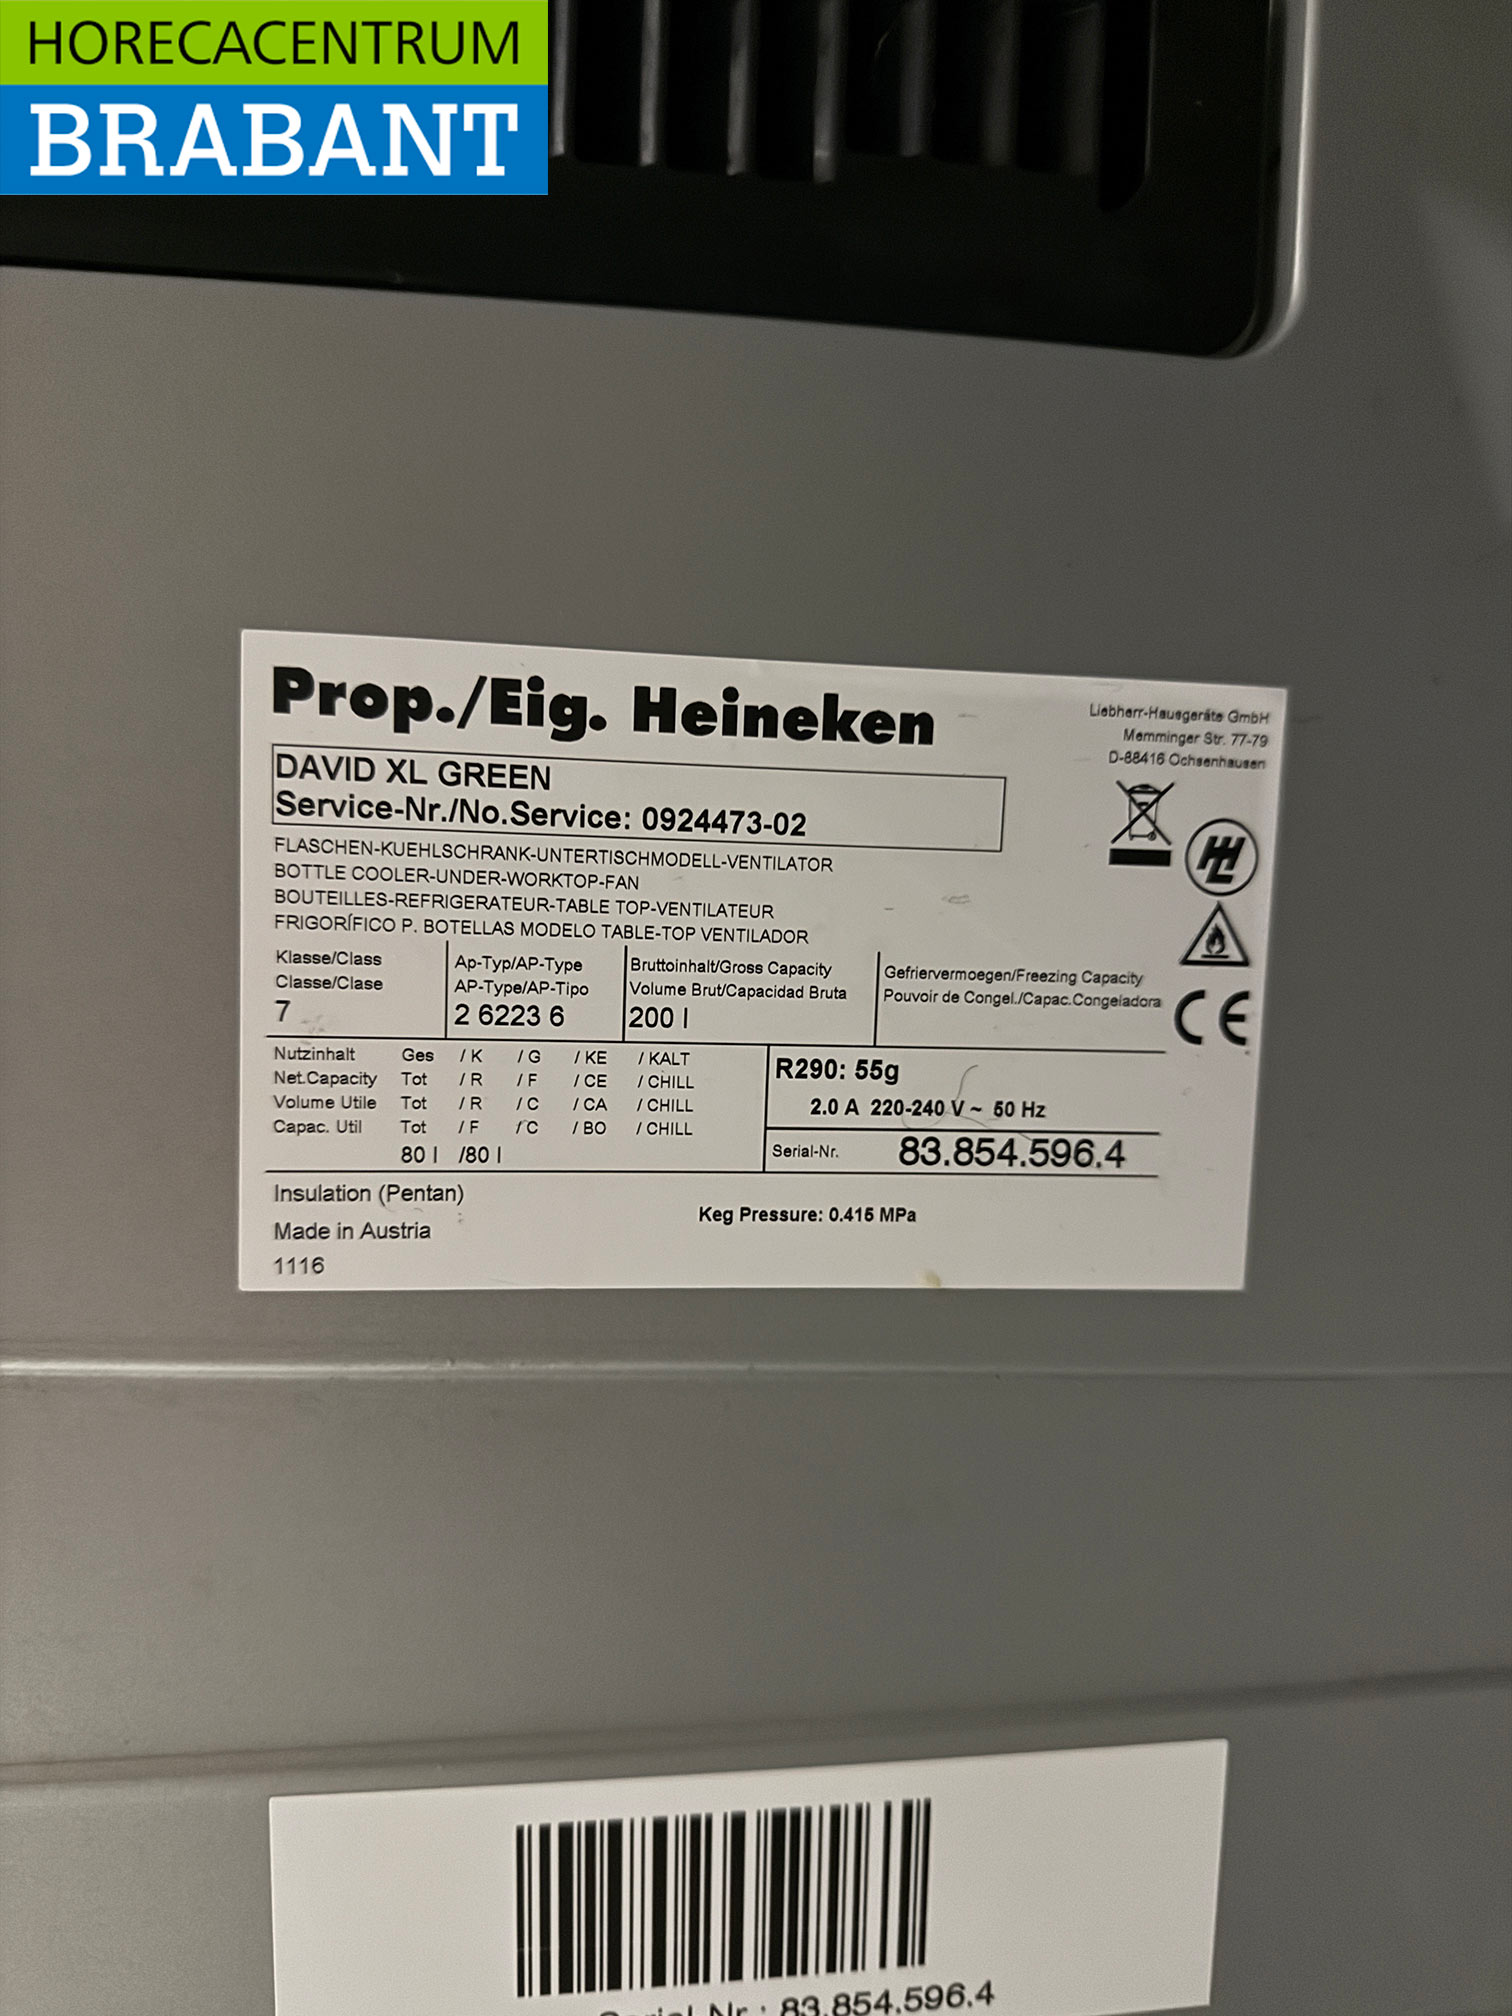 HORECACENTRUM
BRABANT
Prop./Eig. Heineken
Liebherr-Hausgeräte GmbH
Memminger Str. 77-79
D-88416 Ochsenhausen
DAVID XL GREEN
Service-Nr./No.Service: 0924473-02
FLASCHEN-KUEHLSCHRANK-UNTERTISCHMODELL-VENTILATOR
BOTTLE COOLER-UNDER-WORKTOP-FAN
BOUTEILLES-REFRIGERATEUR-TABLE TOP-VENTILATEUR
FRIGORÍFICO P. BOTELLAS MODELO TABLE-TOP VENTILADOR
Klasse/Class Ap-Typ/AP-Type Bruttoinhalt/Gross Capacity Gefriervermoegen/Freezing Capacity
Classe/Clase AP-Type/AP-Tipo Volume Brut/Capacidad Bruta Pouvoir de Congel./Capac.Congeladora
7 2 6223 6 200 l
CE
Nutzinhalt Ges / K / G / KE / KALT
Net.Capacity Tot / R / F / CE / CHILL
Volume Utile Tot / R / C / CA / CHILL
Capac. Util Tot / F / C / BO / CHILL
80 l /80 l
R290: 55g
2.0 A 220-240 V ~ 50 Hz
Serial-Nr. 83.854.596.4
Insulation (Pentan)
Keg Pressure: 0.415 MPa
Made in Austria
1116
Serial Nr.: 83.854.596.4